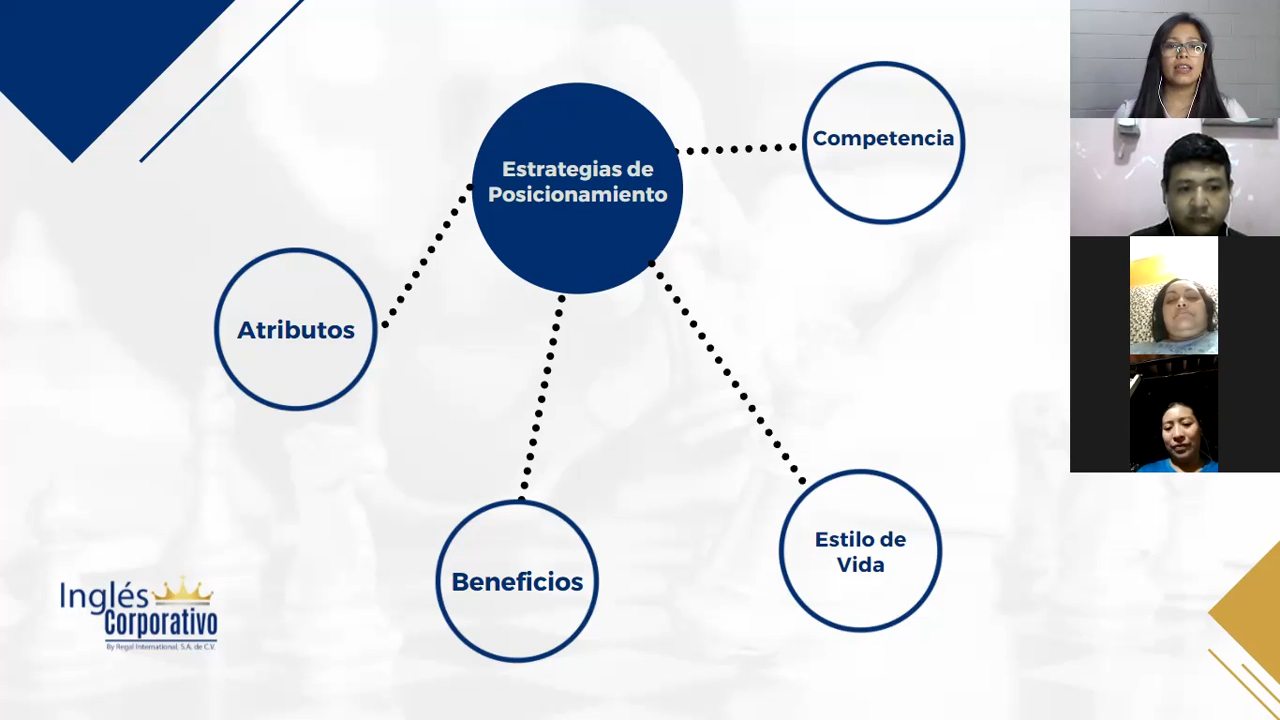 Estrategias de
Posicionamiento
Competencia
Atributos
Beneficios
Estilo de
Vida
Inglés
Corporativo
By Regal International, S.A. de C.V.